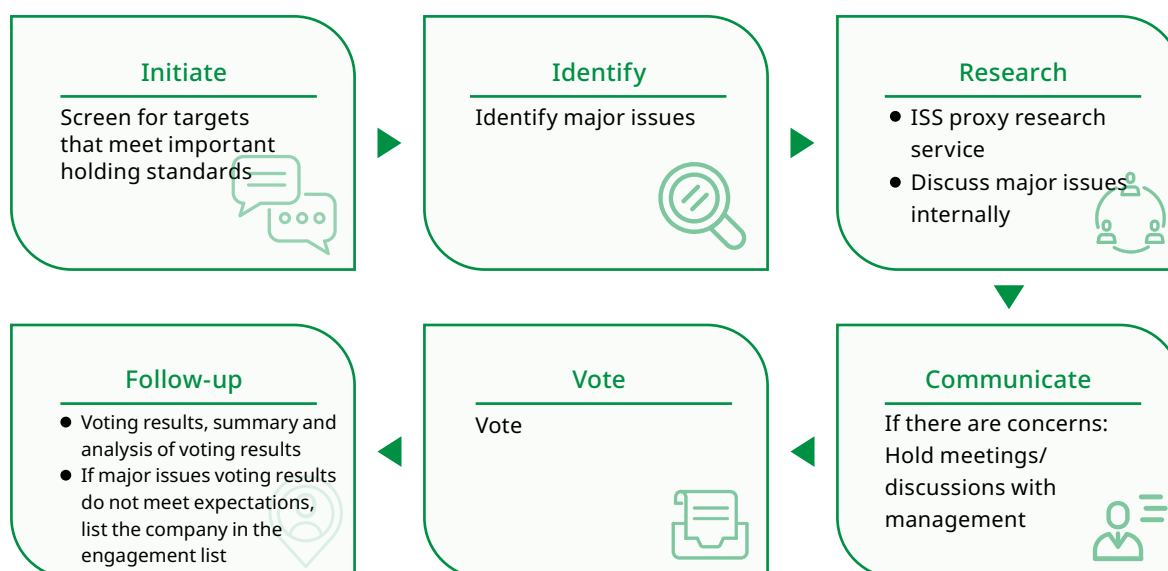 Initiate
Screen for targets
that meet important
holding standards
Identify
Identify major issues
Research
● ISS proxy research
service
● Discuss major issues
internally
Communicate
If there are concerns:
Hold meetings/
discussions with
management
Vote
Vote
Follow-up
● Voting results, summary and
analysis of voting results
● If major issues voting results
do not meet expectations,
list the company in the
engagement list